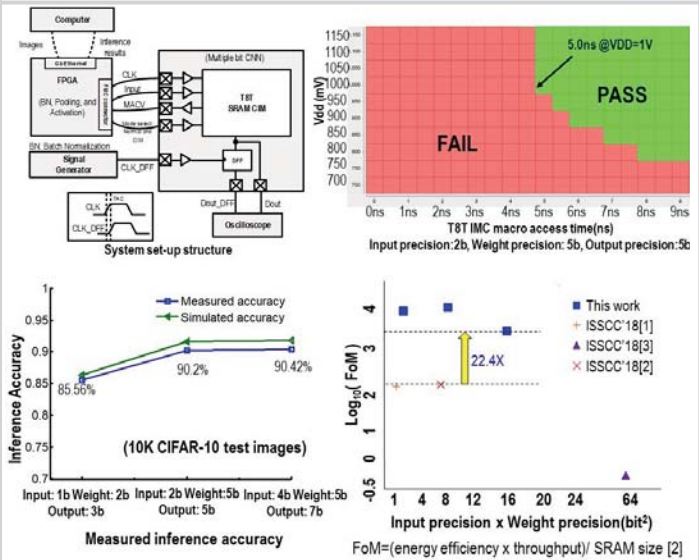 Computer
Images
Inference
results
Gb Ethernet
FPGA
(BN, Pooling, and
Activation)
FMC connector
CLK
Input
MACV
(Multiple bit CNN)
T8T
SRAM CIM
BN: Batch Normalization
Signal
Generator
CLK_DFF
DFF
Dout_DFF
Dout
Oscilloscope
TAC
CLK
CLK_DFF
System set-up structure
Vdd (mV)
1150
1100
1050
1000
950
900
850
800
750
700
5.0ns @VDD=1V
PASS
FAIL
0ns 1ns 2ns 3ns 4ns 5ns 6ns 7ns 8ns 9ns
T8T IMC macro access time(ns)
Input precision:2b, Weight precision: 5b, Output precision:5b
Inference Accuracy
1
0.95
0.9
0.85
0.8
0.75
0.7
Measured accuracy
Simulated accuracy
85.56%
90.2%
90.42%
(10K CIFAR-10 test images)
Input: 1b Weight: 2b Input: 2b Weight:5b Input: 4b Weight:5b
Output: 3b Output: 5b Output: 7b
Measured inference accuracy
Log10( FoM )
4
3
2
1
0
-0.5
This work
ISSCC'18[1]
ISSCC'18[3]
ISSCC'18[2]
22.4X
1 4 8 12 16 20 24 64
Input precision x Weight precision(bit²)
FoM=(energy efficiency x throughput)/ SRAM size [2]